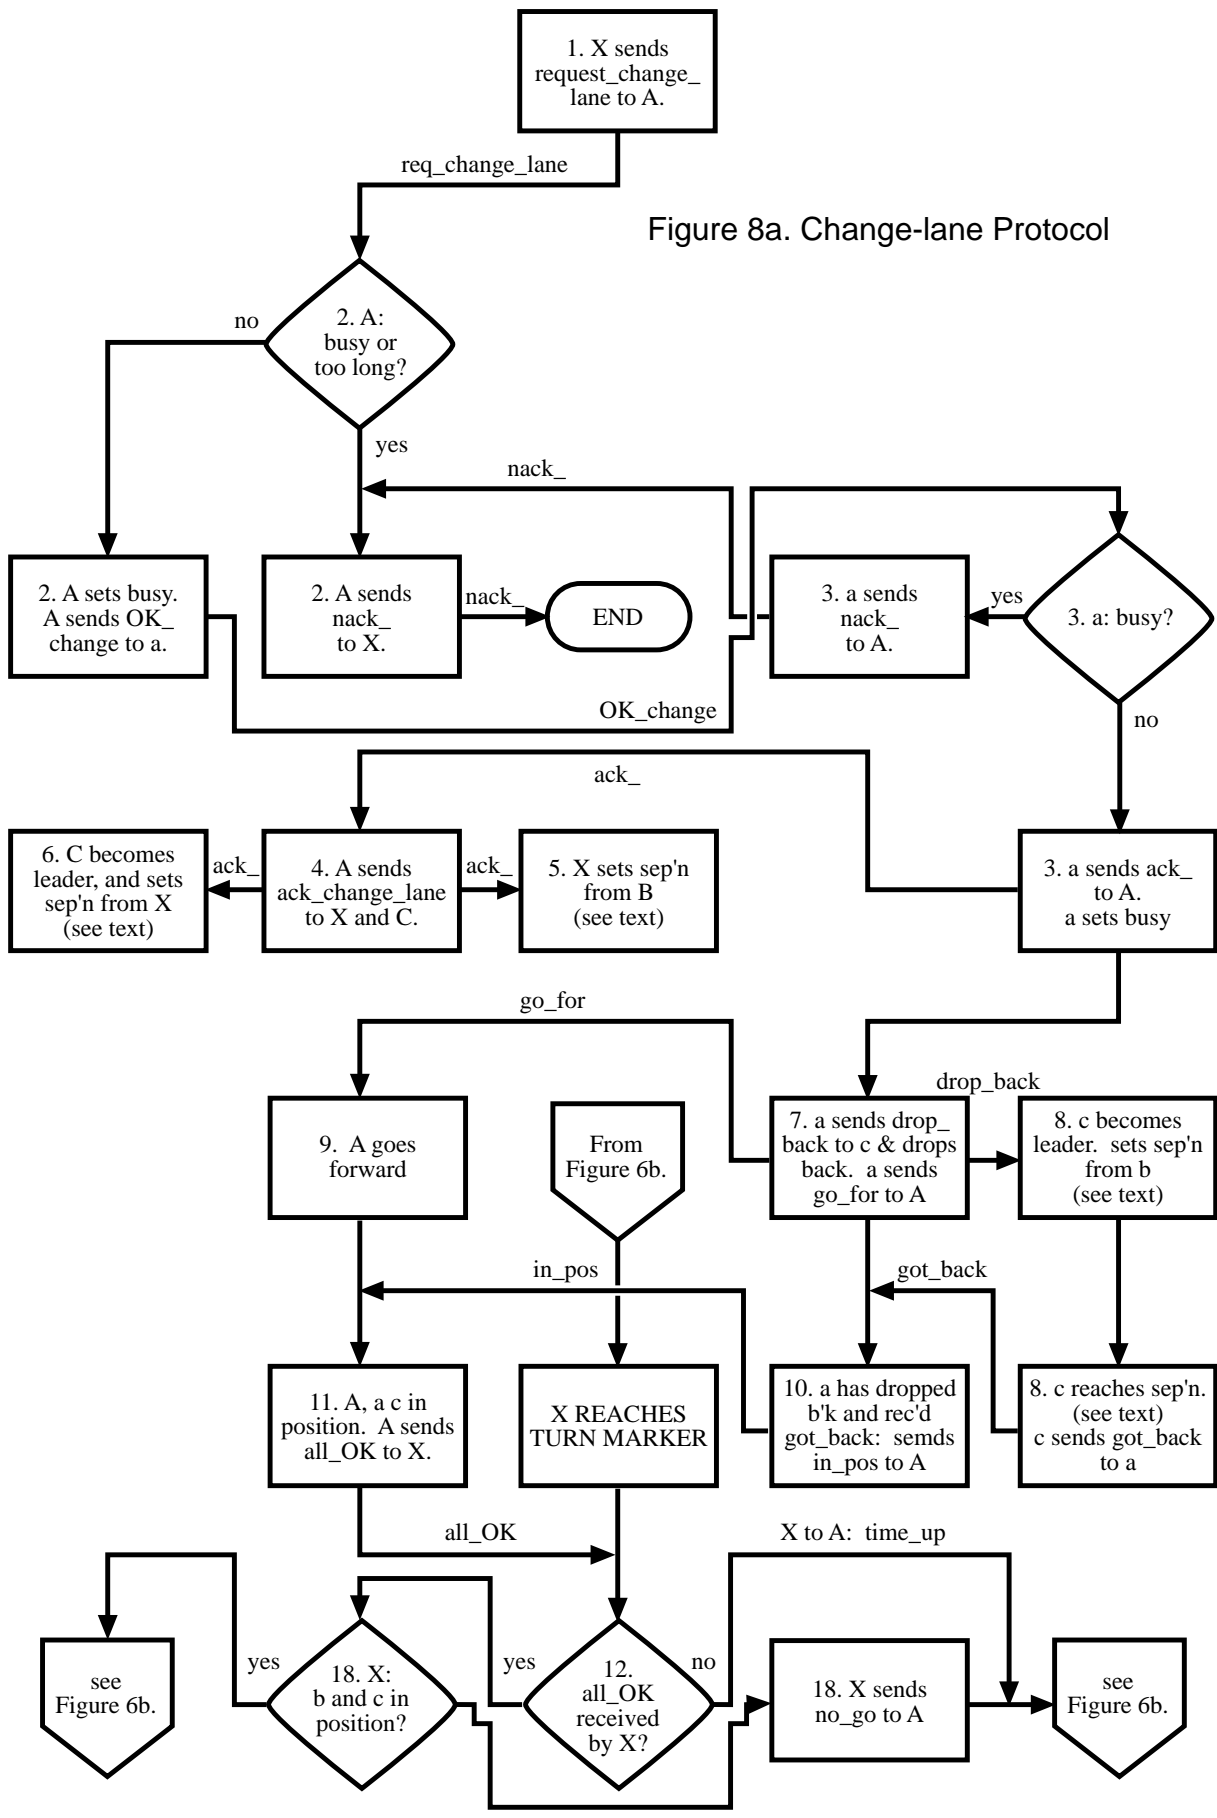 1. X sends
request_change_
lane to A.
req_change_lane
Figure 8a. Change-lane Protocol
no
2. A:
busy or
too long?
yes
nack_
2. A sets busy.
A sends OK_
change to a.
2. A sends
nack_
to X.
nack_
END
3. a sends
nack_
to A.
yes
3. a: busy?
OK_change
no
ack_
6. C becomes
leader, and sets
sep'n from X
(see text)
ack_
4. A sends
ack_change_lane
to X and C.
ack_
5. X sets sep'n
from B
(see text)
3. a sends ack_
to A.
a sets busy
go_for
drop_back
9. A goes
forward
From
Figure 6b.
7. a sends drop_
back to c & drops
back. a sends
go_for to A
8. c becomes
leader. sets sep'n
from b
(see text)
in_pos
got_back
11. A, a c in
position. A sends
all_OK to X.
X REACHES
TURN MARKER
10. a has dropped
b'k and rec'd
got_back: semds
in_pos to A
8. c reaches sep'n.
(see text)
c sends got_back
to a
all_OK
X to A: time_up
see
Figure 6b.
yes
18. X:
b and c in
position?
yes
12.
all_OK
received
by X?
no
18. X sends
no_go to A
see
Figure 6b.